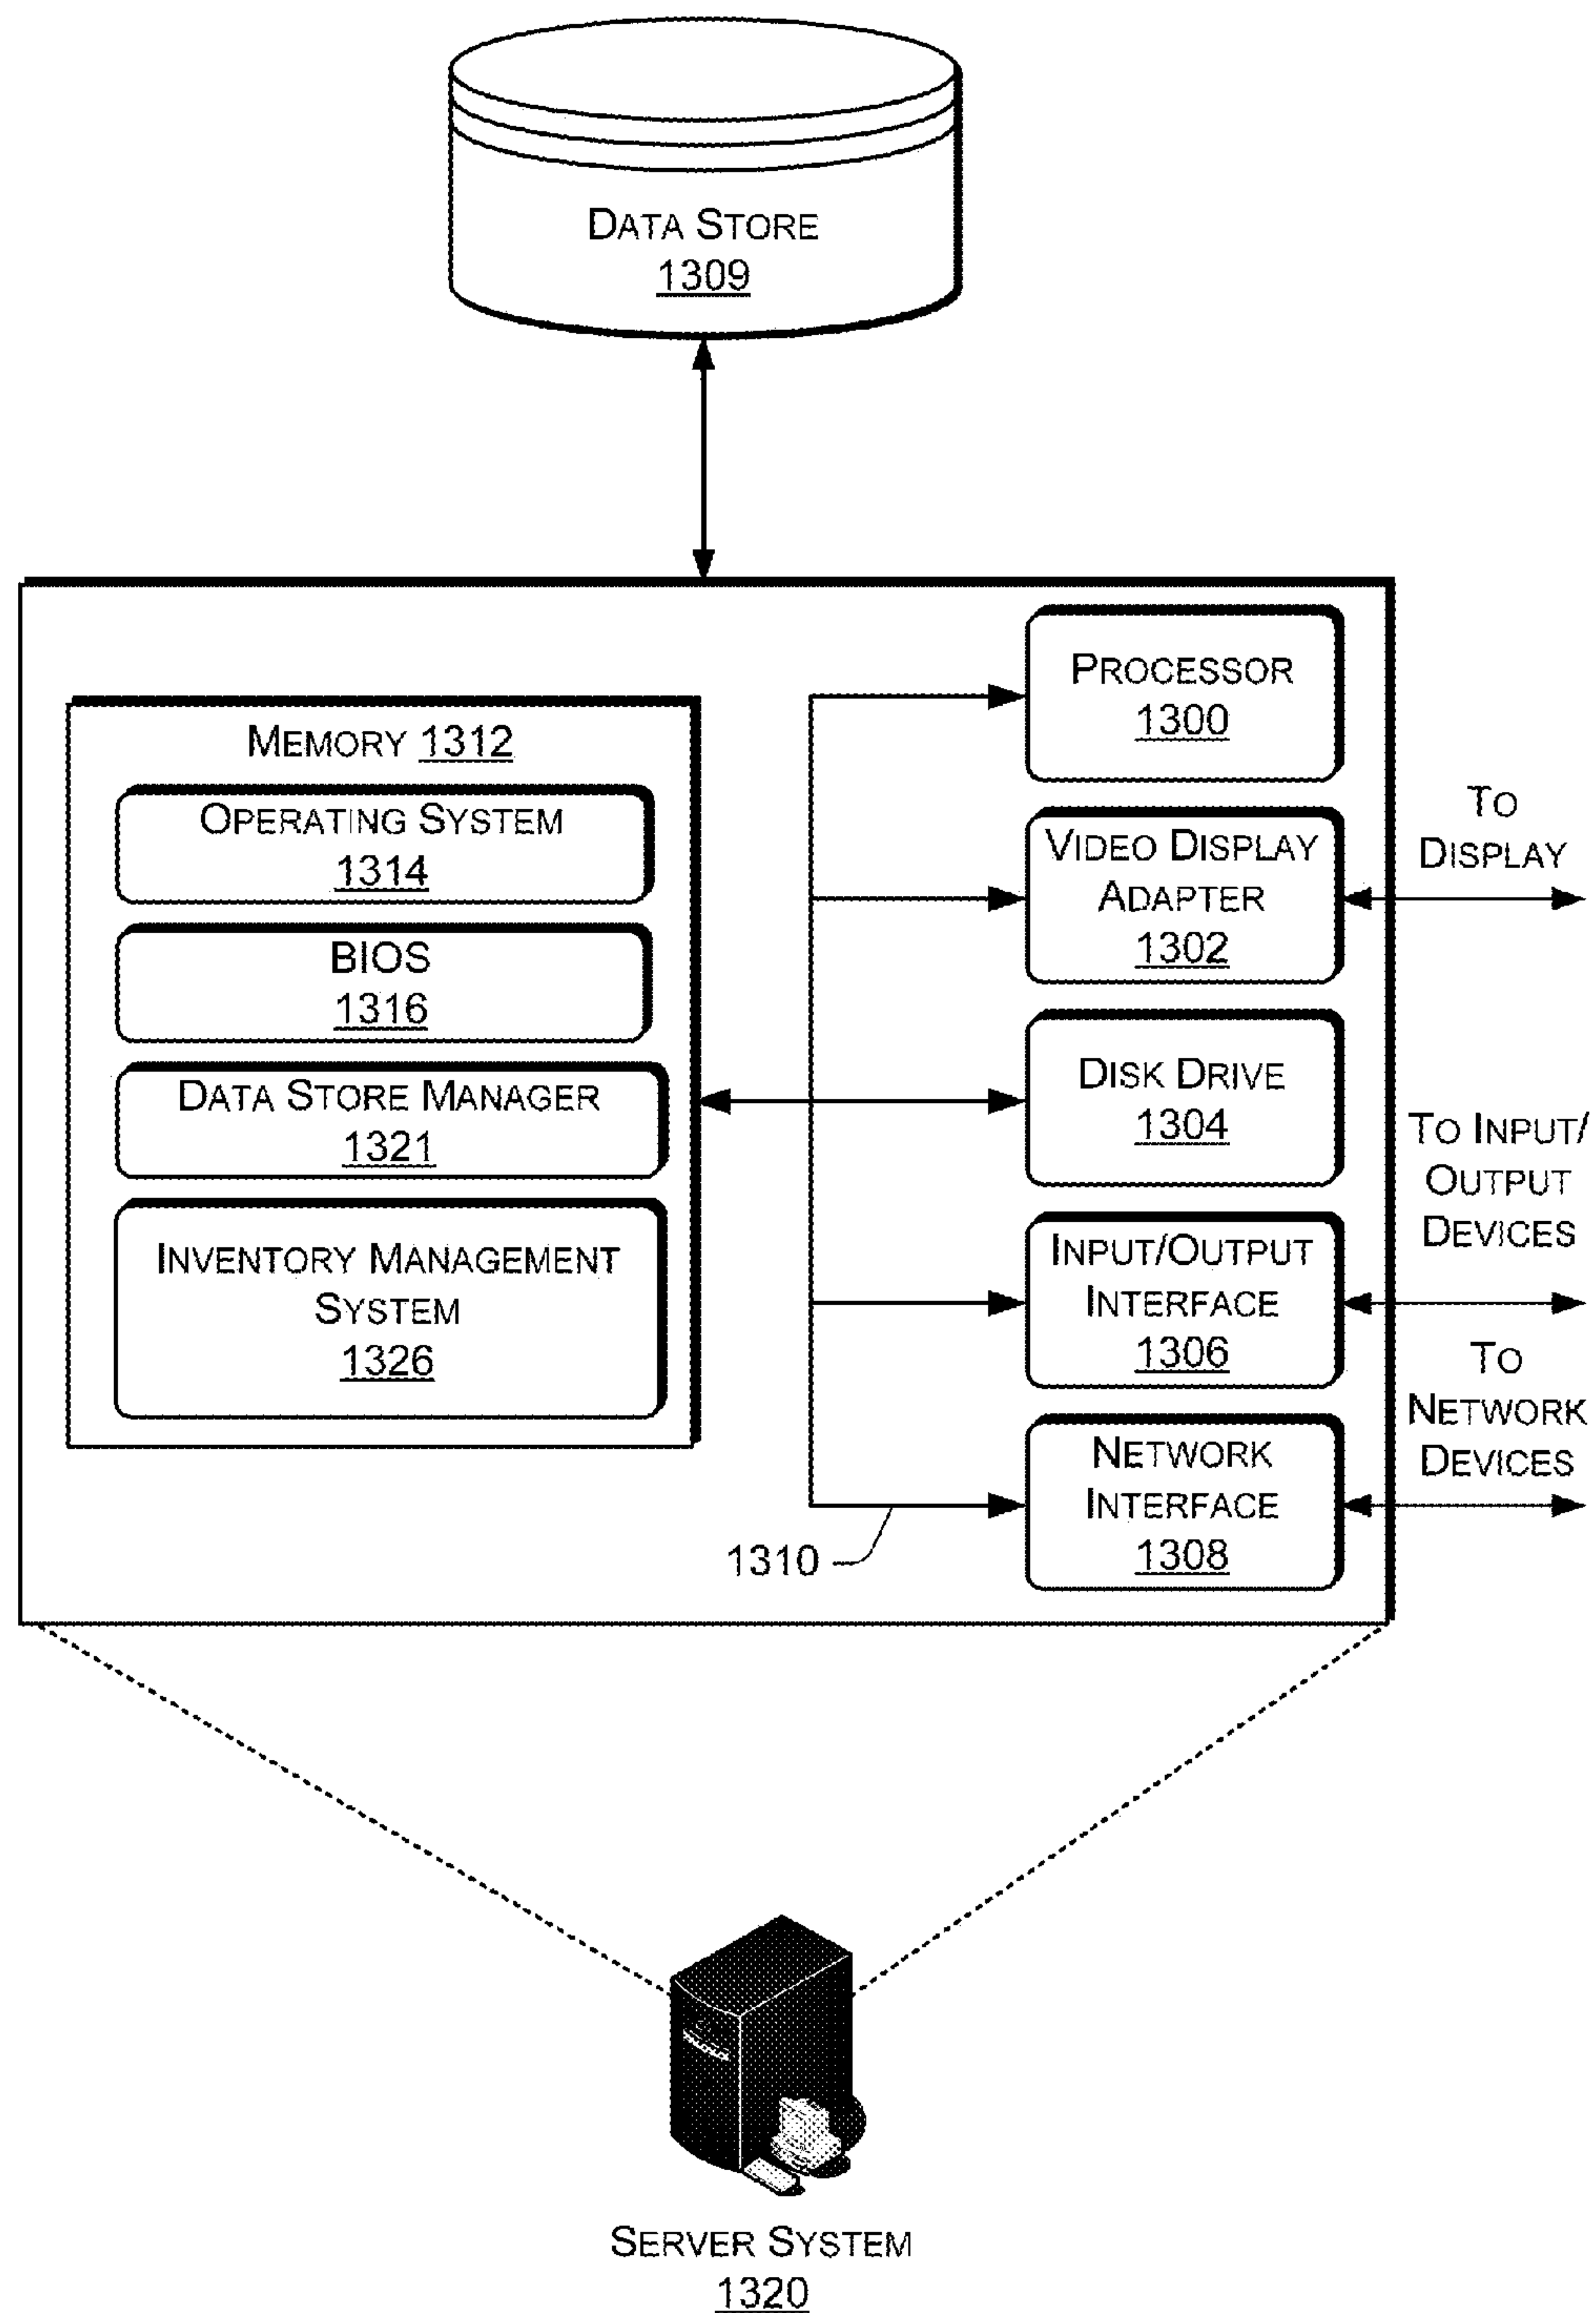 DATA STORE
1309
MEMORY 1312
OPERATING SYSTEM
1314
BIOS
1316
DATA STORE MANAGER
1321
INVENTORY MANAGEMENT
SYSTEM
1326
PROCESSOR
1300
VIDEO DISPLAY
ADAPTER
1302
DISK DRIVE
1304
INPUT/OUTPUT
INTERFACE
1306
NETWORK
INTERFACE
1308
1310
TO
DISPLAY
TO INPUT/
OUTPUT
DEVICES
TO
NETWORK
DEVICES
SERVER SYSTEM
1320